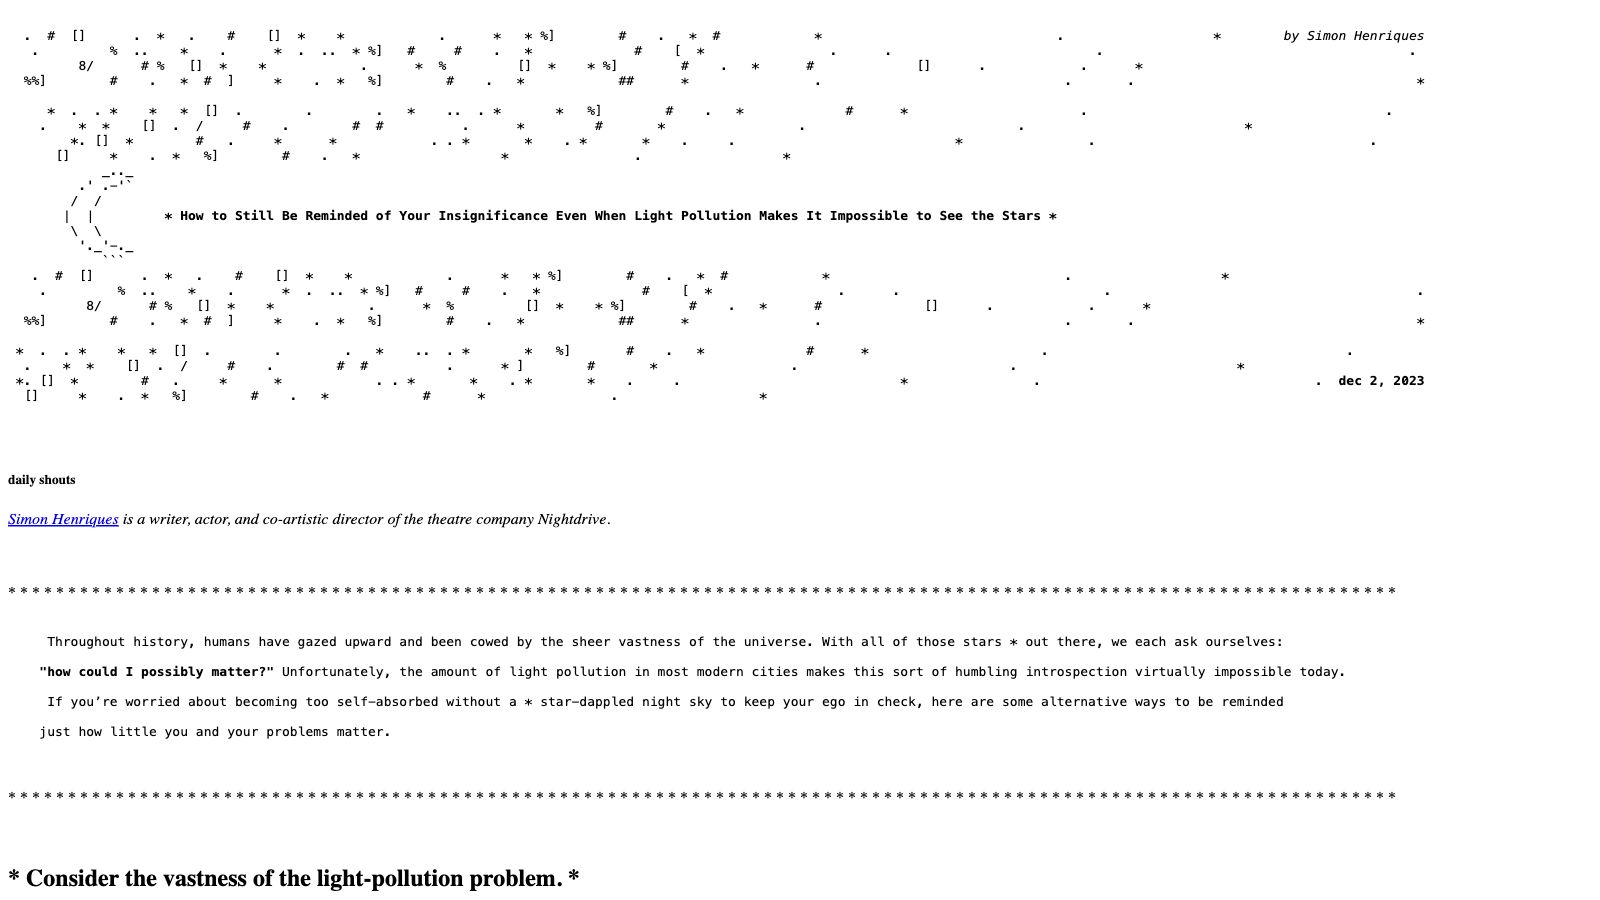 by Simon Henriques
* How to Still Be Reminded of Your Insignificance Even When Light Pollution Makes It Impossible to See the Stars *
dec 2, 2023
daily shouts
Simon Henriques is a writer, actor, and co-artistic director of the theatre company Nightdrive.
Throughout history, humans have gazed upward and been cowed by the sheer vastness of the universe. With all of those stars * out there, we each ask ourselves:
"how could I possibly matter?" Unfortunately, the amount of light pollution in most modern cities makes this sort of humbling introspection virtually impossible today.
If you’re worried about becoming too self-absorbed without a * star-dappled night sky to keep your ego in check, here are some alternative ways to be reminded
just how little you and your problems matter.
* Consider the vastness of the light-pollution problem. *